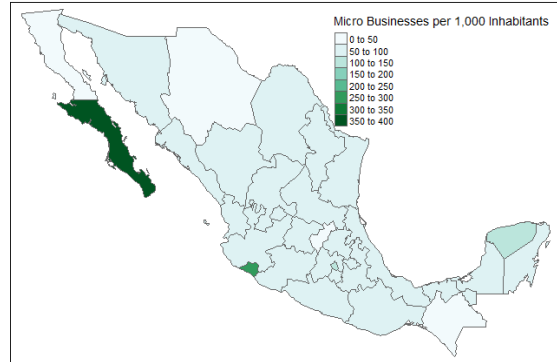 Micro Businesses per 1,000 Inhabitants
0 to 50
50 to 100
100 to 150
150 to 200
200 to 250
250 to 300
300 to 350
350 to 400